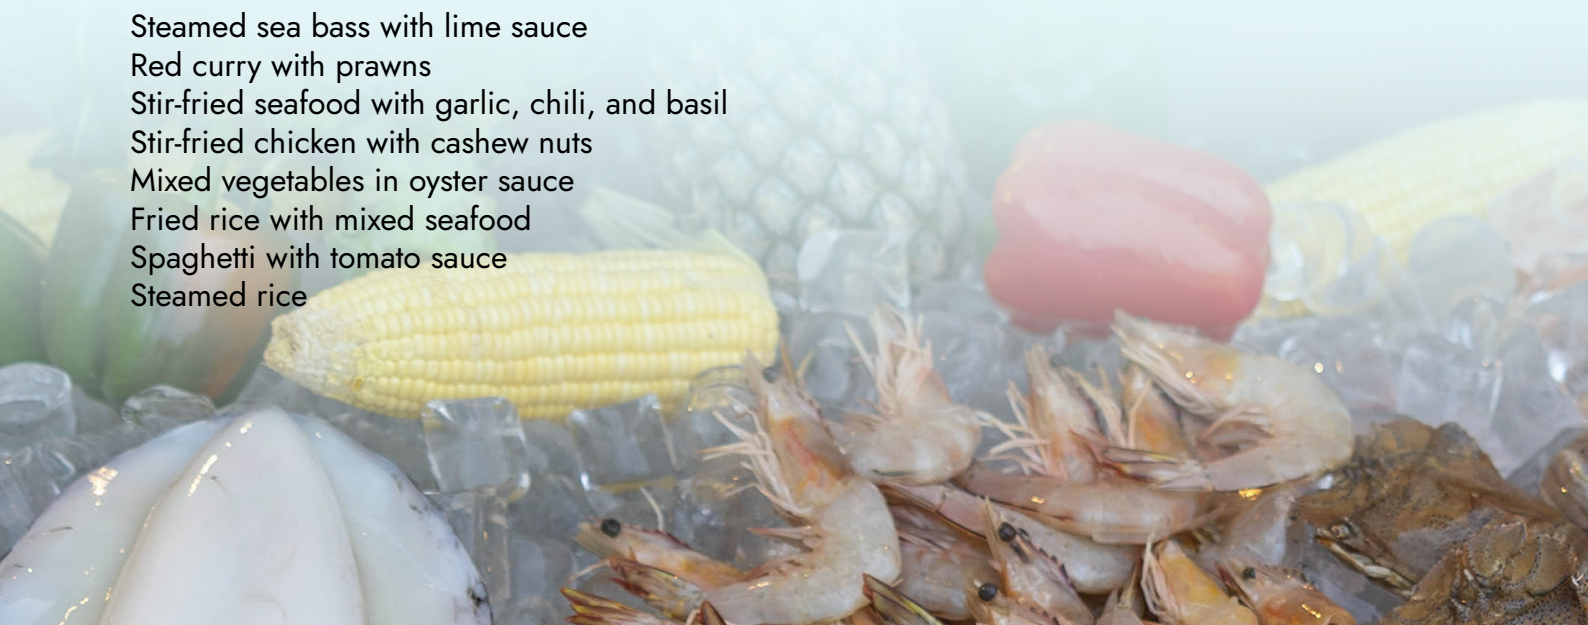 Steamed sea bass with lime sauce
Red curry with prawns
Stir-fried seafood with garlic, chili, and basil
Stir-fried chicken with cashew nuts
Mixed vegetables in oyster sauce
Fried rice with mixed seafood
Spaghetti with tomato sauce
Steamed rice